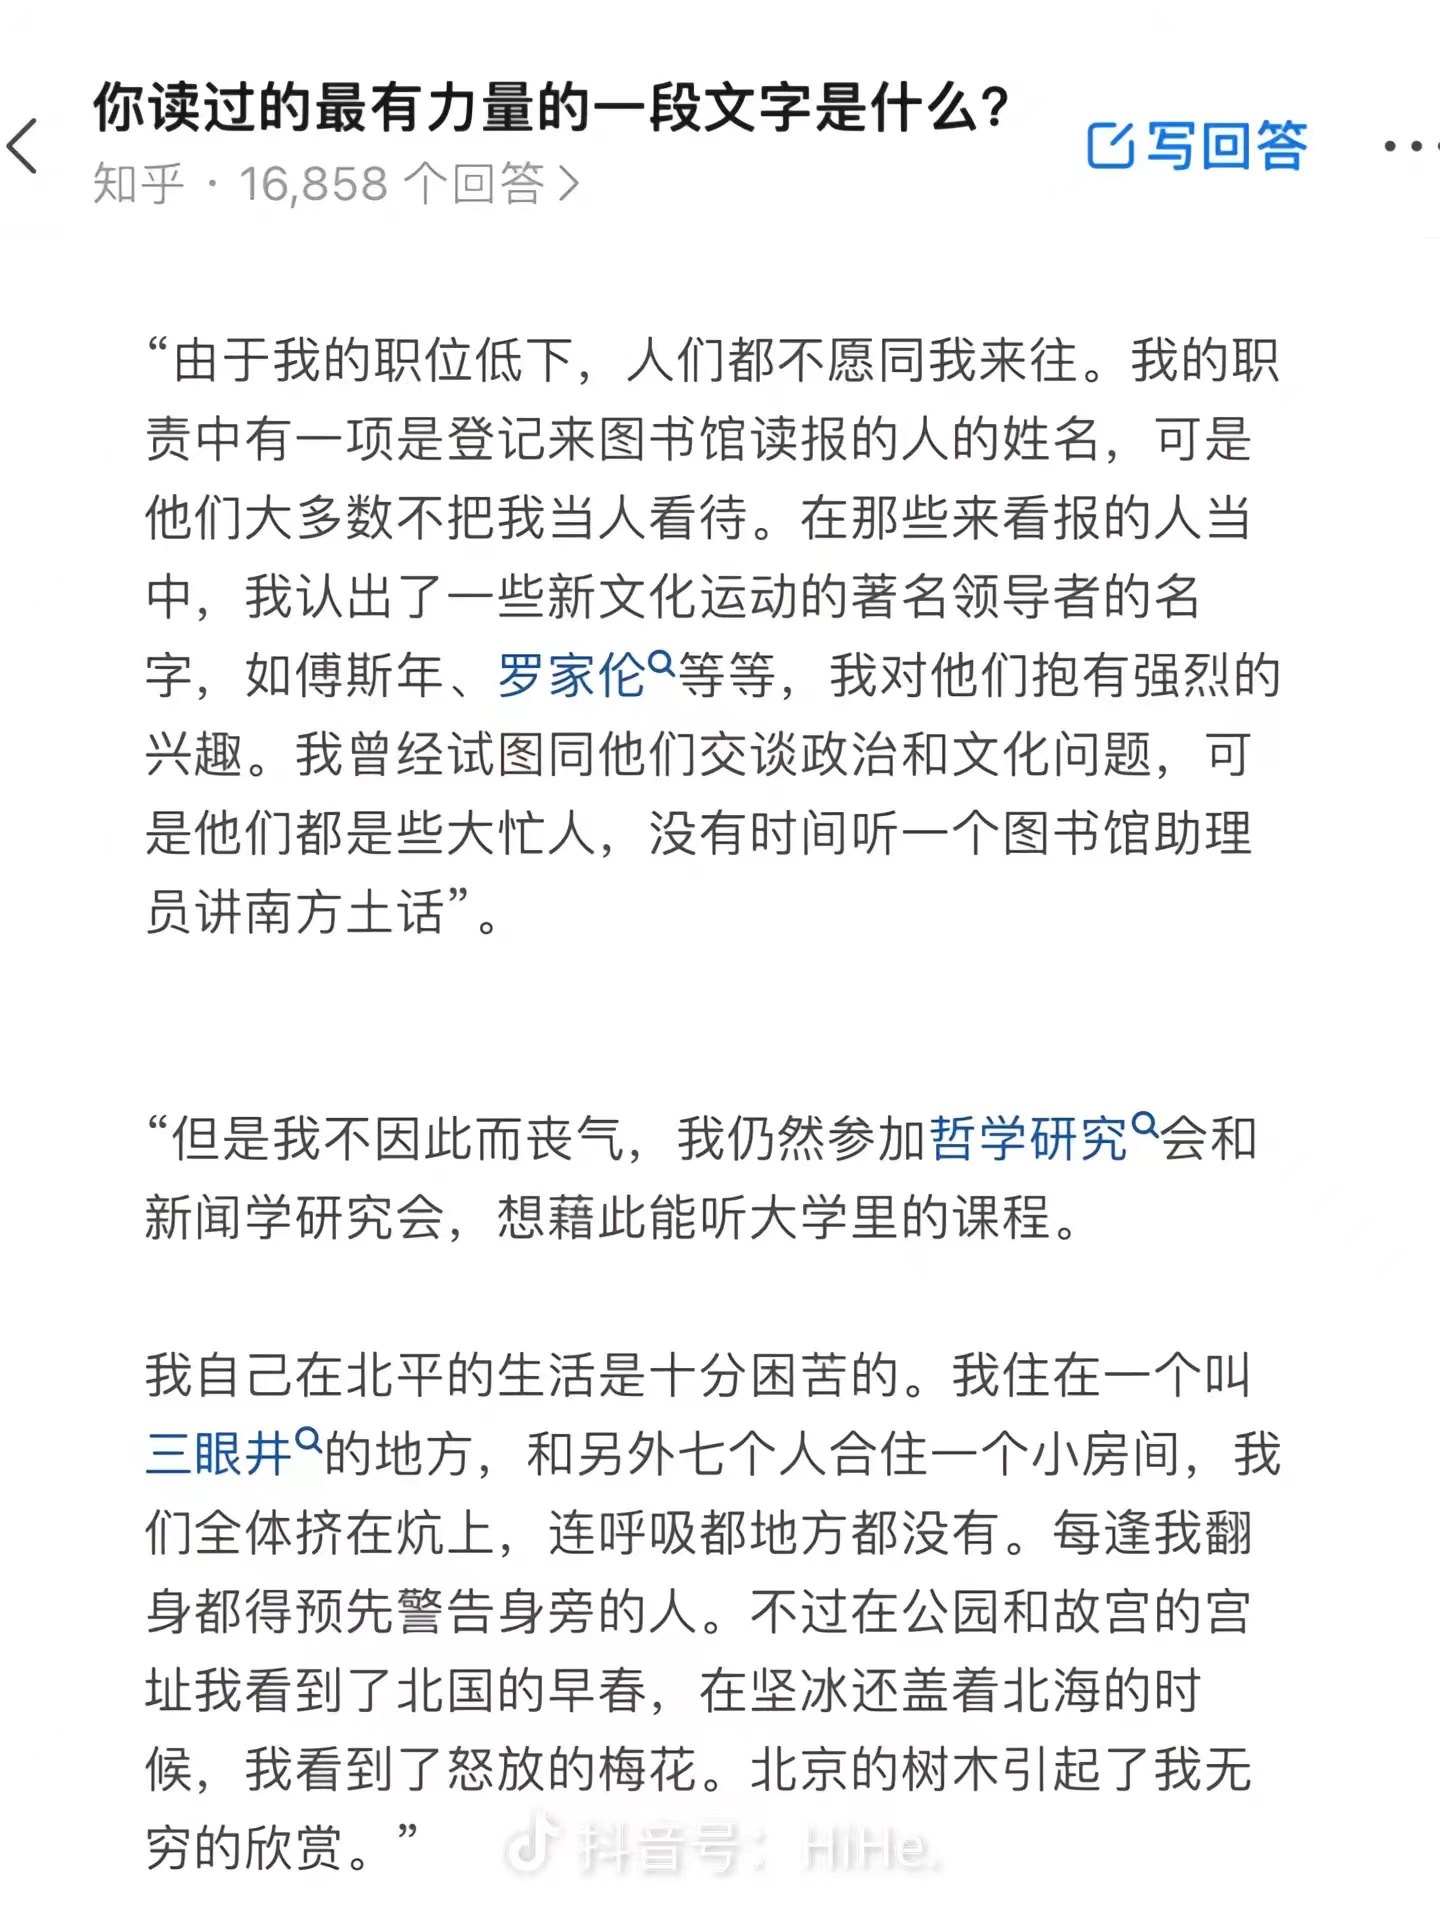 你读过的最有力量的一段文字是什么?
知乎 · 16,858 个回答 >
写回答
“由于我的职位低下，人们都不愿同我来往。我的职
责中有一项是登记来图书馆读报的人的姓名，可是
他们大多数不把我当人看待。在那些来看报的人当
中，我认出了一些新文化运动的著名领导者的名
字，如傅斯年、罗家伦等等，我对他们抱有强烈的
兴趣。我曾经试图同他们交谈政治和文化问题，可
是他们都是些大忙人，没有时间听一个图书馆助理
员讲南方土话”。
“但是我不因此而丧气，我仍然参加哲学研究会和
新闻学研究会，想藉此能听大学里的课程。
我自己在北平的生活是十分困苦的。我住在一个叫
三眼井的地方，和另外七个人合住一个小房间，我
们全体挤在炕上，连呼吸都地方都没有。每逢我翻
身都得预先警告身旁的人。不过在公园和故宫的宫
址我看到了北国的早春，在坚冰还盖着北海的时
候，我看到了怒放的梅花。北京的树木引起了我无
穷的欣赏。”
抖音号：HiHe.